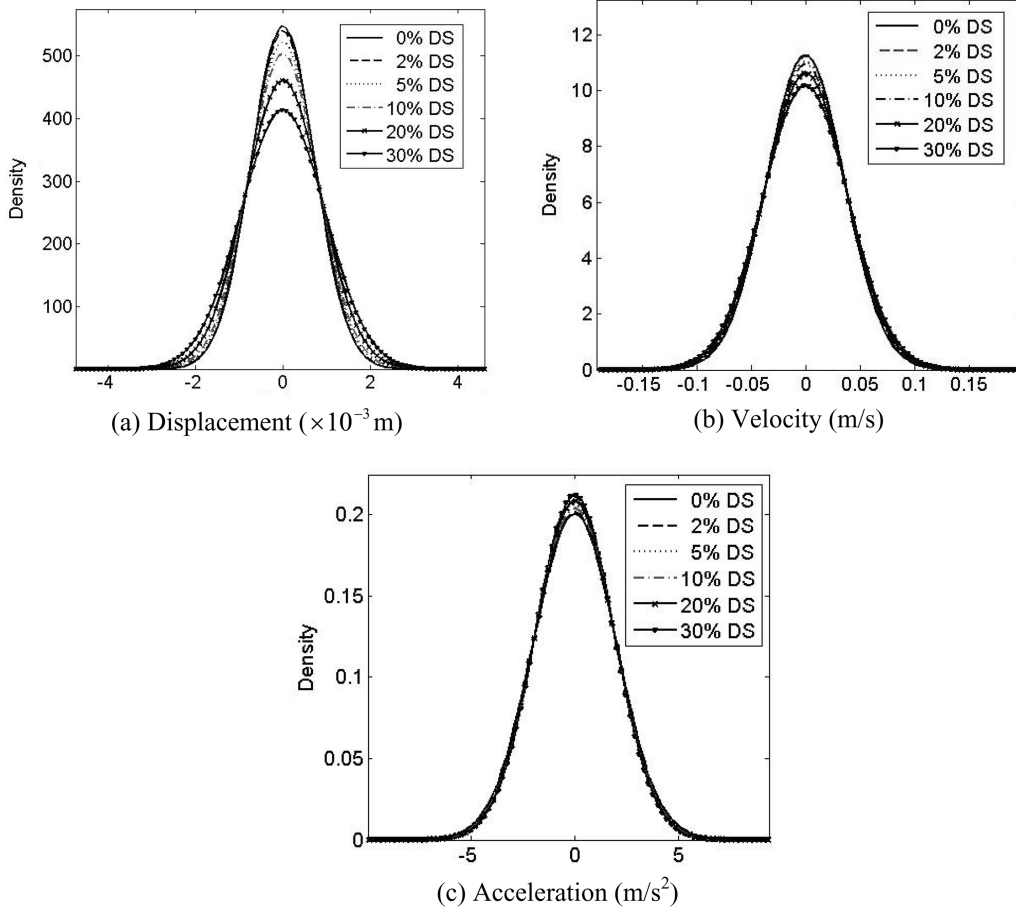 500
400
300
200
100
Density
-4
-2
0
2
4
0% DS
2% DS
5% DS
10% DS
20% DS
30% DS
(a) Displacement (×10⁻³ m)
12
10
8
6
4
2
0
Density
-0.15
-0.1
-0.05
0
0.05
0.1
0.15
0% DS
2% DS
5% DS
10% DS
20% DS
30% DS
(b) Velocity (m/s)
0.2
0.15
0.1
0.05
0
Density
-5
0
5
0% DS
2% DS
5% DS
10% DS
20% DS
30% DS
(c) Acceleration (m/s²)